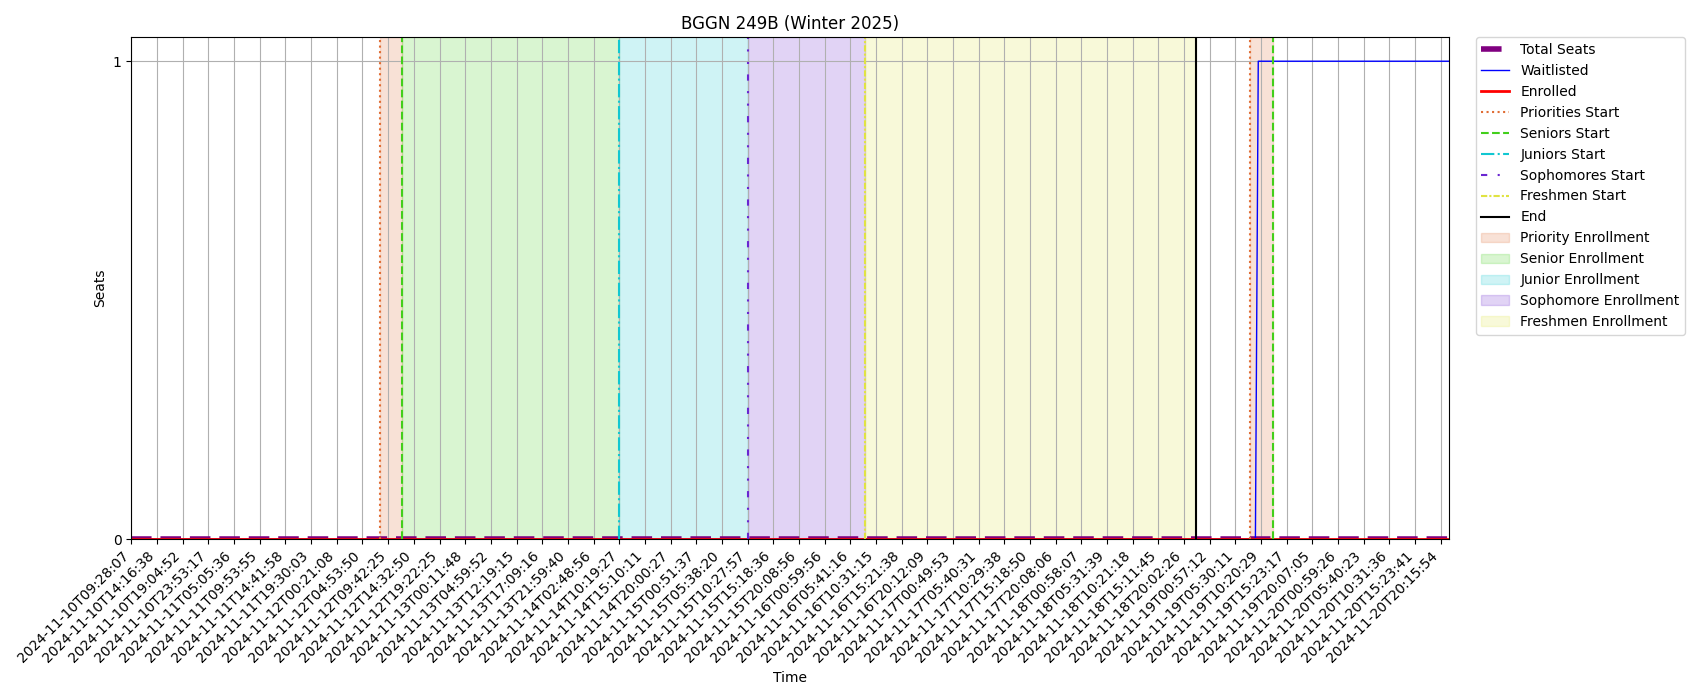 BGGN 249B (Winter 2025)
1
0
Seats
2024-11-10T09:28:07
2024-11-10T14:16:38
2024-11-10T19:04:52
2024-11-10T23:53:17
2024-11-11T05:05:36
2024-11-11T09:53:55
2024-11-11T14:41:58
2024-11-11T19:30:03
2024-11-12T00:21:08
2024-11-12T04:53:50
2024-11-12T09:42:25
2024-11-12T14:32:50
2024-11-12T19:22:25
2024-11-13T00:11:48
2024-11-13T04:59:52
2024-11-13T12:19:15
2024-11-13T17:09:16
2024-11-13T21:59:40
2024-11-14T02:48:56
2024-11-14T10:19:27
2024-11-14T15:10:11
2024-11-14T20:00:27
2024-11-15T00:51:37
2024-11-15T05:38:20
2024-11-15T10:27:57
2024-11-15T15:18:36
2024-11-15T20:08:56
2024-11-16T00:59:56
2024-11-16T05:41:16
2024-11-16T10:31:15
2024-11-16T15:21:38
2024-11-16T20:12:09
2024-11-17T00:49:53
2024-11-17T05:40:31
2024-11-17T10:29:38
2024-11-17T15:18:50
2024-11-17T20:08:06
2024-11-18T00:58:07
2024-11-18T05:31:39
2024-11-18T10:21:18
2024-11-18T15:11:45
2024-11-18T20:02:26
2024-11-19T00:57:12
2024-11-19T05:30:11
2024-11-19T10:20:29
2024-11-19T15:23:17
2024-11-19T20:07:05
2024-11-20T00:59:26
2024-11-20T05:40:23
2024-11-20T10:31:36
2024-11-20T15:23:41
2024-11-20T20:15:54
Time
Total Seats
Waitlisted
Enrolled
Priorities Start
Seniors Start
Juniors Start
Sophomores Start
Freshmen Start
End
Priority Enrollment
Senior Enrollment
Junior Enrollment
Sophomore Enrollment
Freshmen Enrollment